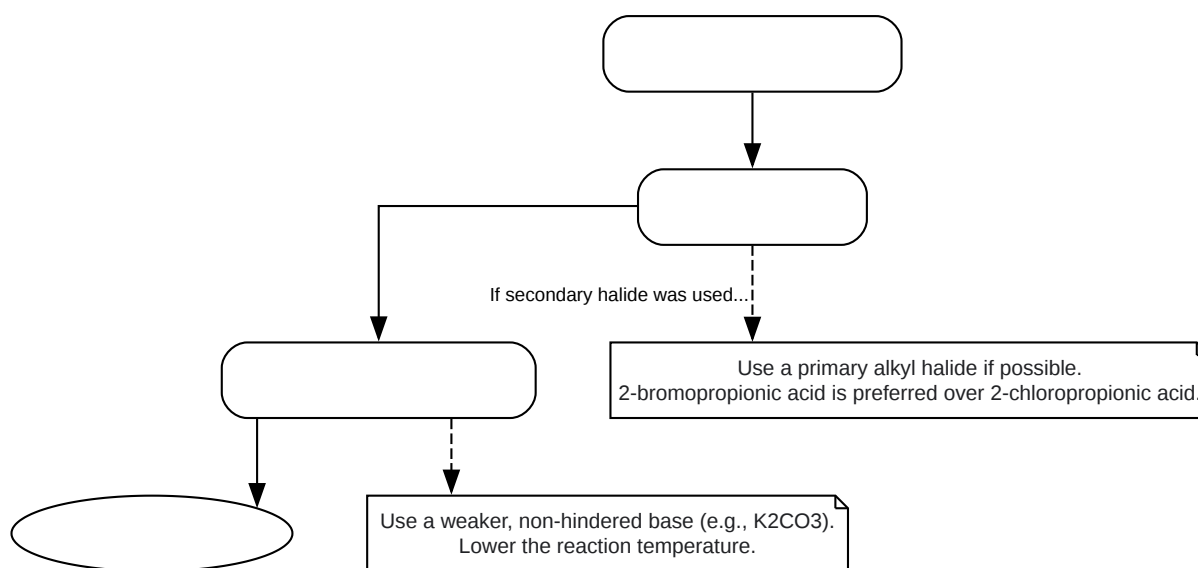 If secondary halide was used...
Use a primary alkyl halide if possible.
2-bromopropionic acid is preferred over 2-chloropropionic acid.
Use a weaker, non-hindered base (e.g., K2CO3).
Lower the reaction temperature.